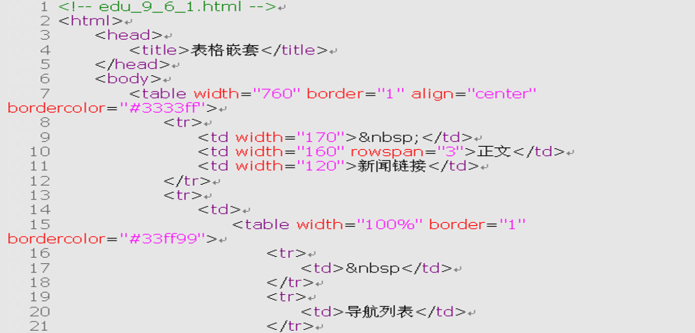 1 <!-- edu_9_6_1.html -->
2 <html>
3 <head>
4 <title>表格嵌套</title>
5 </head>
6 <body>
7 <table width="760" border="1" align="center"
bordercolor="#3333ff">
8 <tr>
9 <td width="170">&nbsp;</td>
10 <td width="160" rowspan="3">正文</td>
11 <td width="120">新闻链接</td>
12 </tr>
13 <tr>
14 <td>
15 <table width="100%" border="1"
bordercolor="#33ff99">
16 <tr>
17 <td>&nbsp</td>
18 </tr>
19 <tr>
20 <td>导航列表</td>
21 </tr>